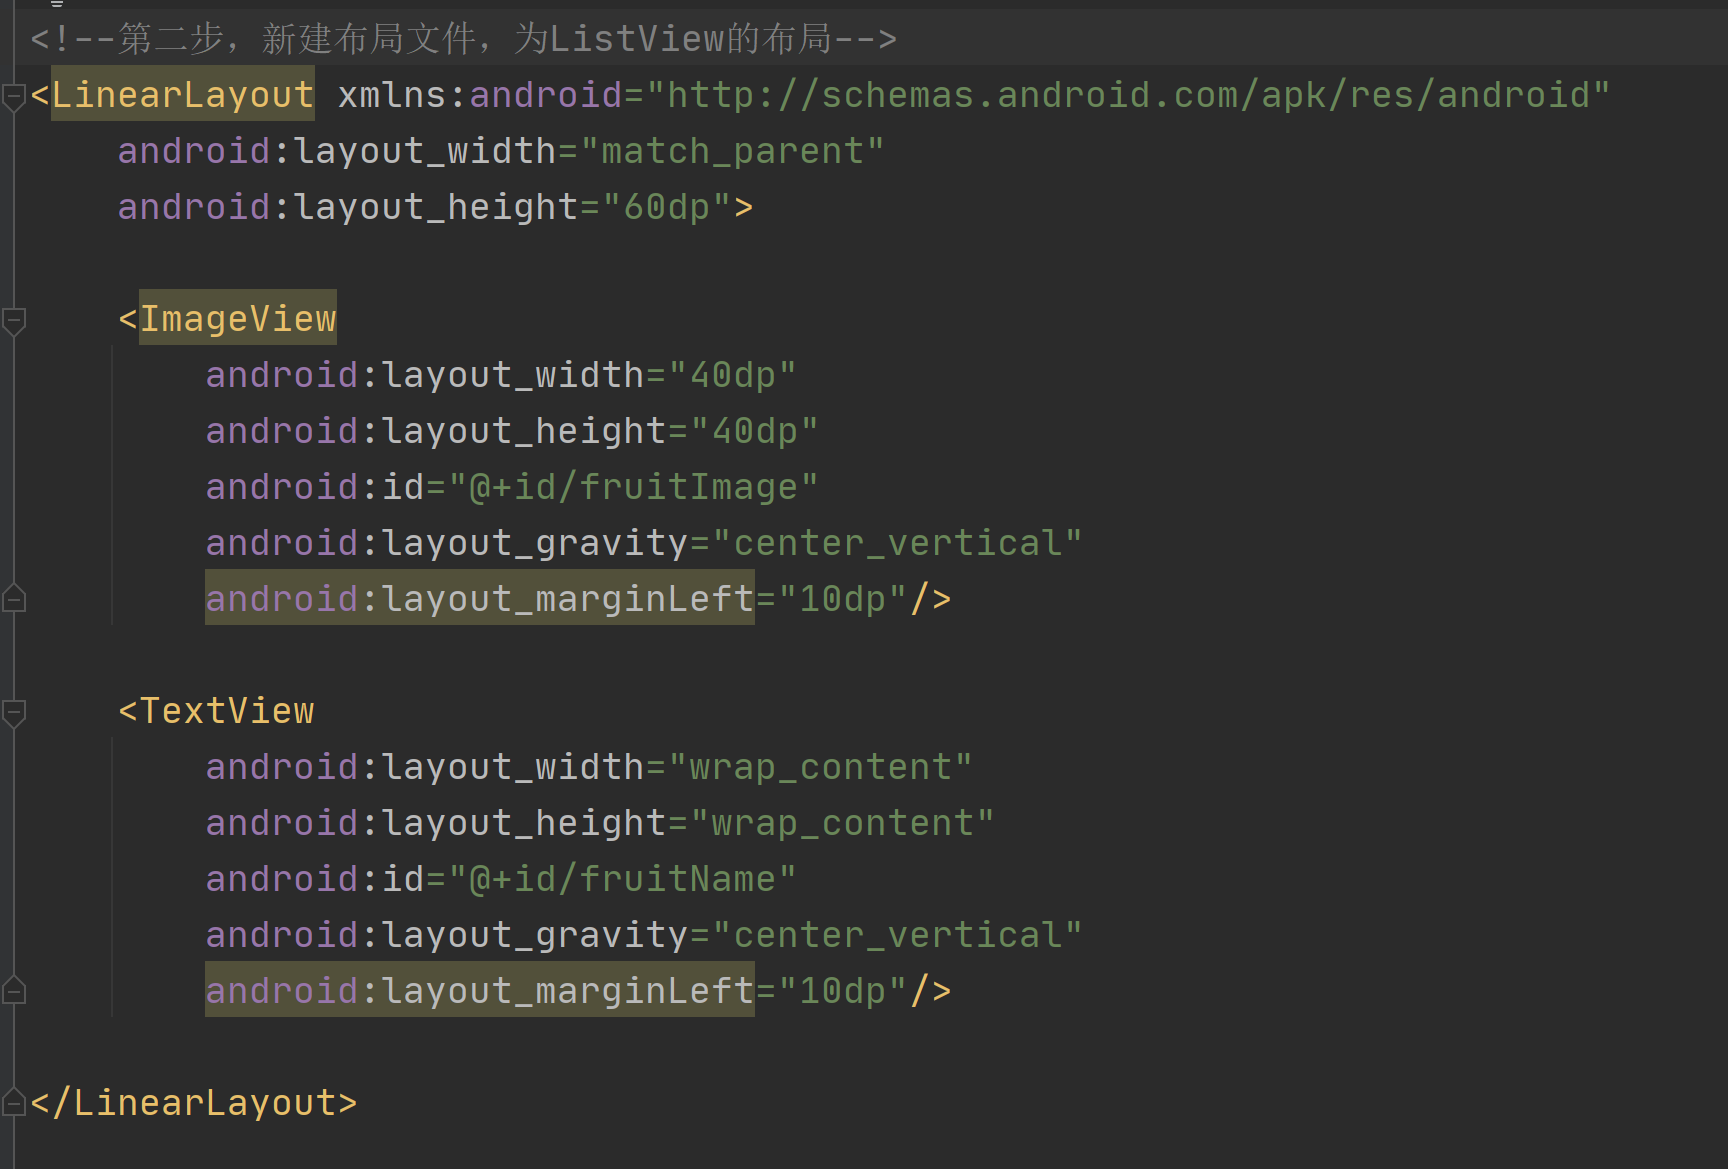 <!--第二步，新建布局文件，为ListView的布局-->
<LinearLayout xmlns:android="http://schemas.android.com/apk/res/android"
    android:layout_width="match_parent"
    android:layout_height="60dp">

    <ImageView
        android:layout_width="40dp"
        android:layout_height="40dp"
        android:id="@+id/fruitImage"
        android:layout_gravity="center_vertical"
        android:layout_marginLeft="10dp"/>

    <TextView
        android:layout_width="wrap_content"
        android:layout_height="wrap_content"
        android:id="@+id/fruitName"
        android:layout_gravity="center_vertical"
        android:layout_marginLeft="10dp"/>

</LinearLayout>